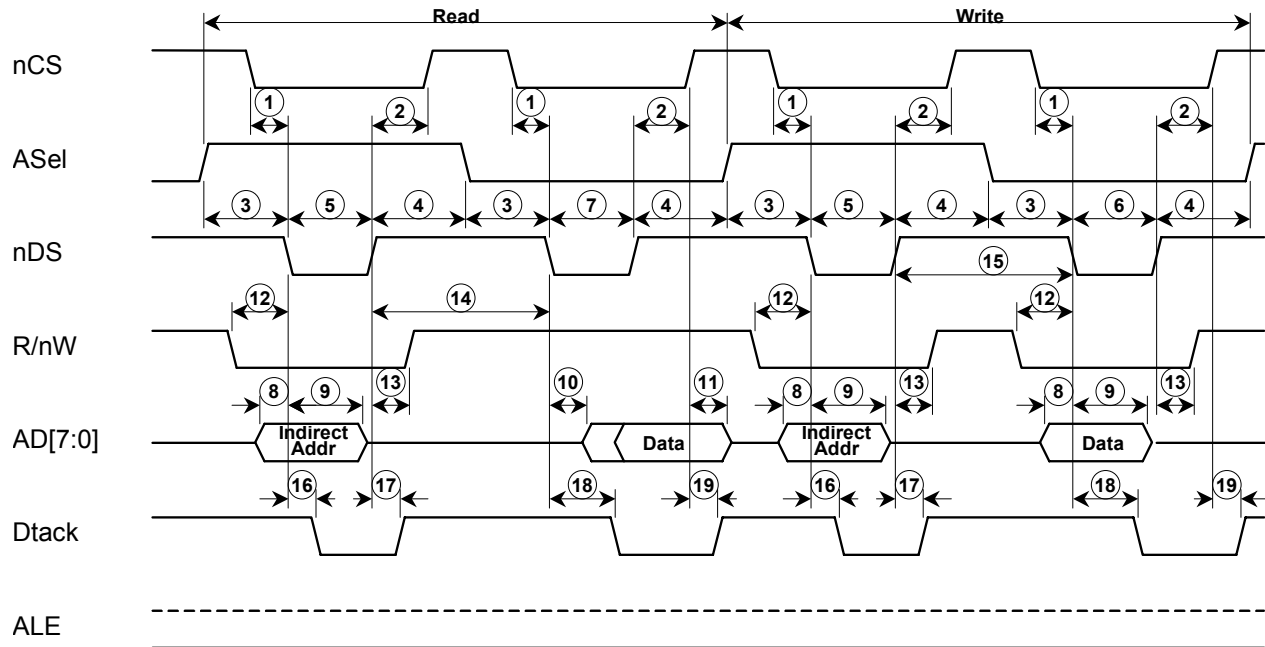 Read Write
nCS
1 2 1 2 1 2 1 2
ASel
3 5 4 3 7 4 3 5 4 3 6 4
nDS
15
12 14 12 12
R/nW
8 9 13 10 11 8 9 13 8 9 13
AD[7:0]
Indirect
Addr
Data
Indirect
Addr
Data
16 17 18 19 16 17 18 19
Dtack
ALE